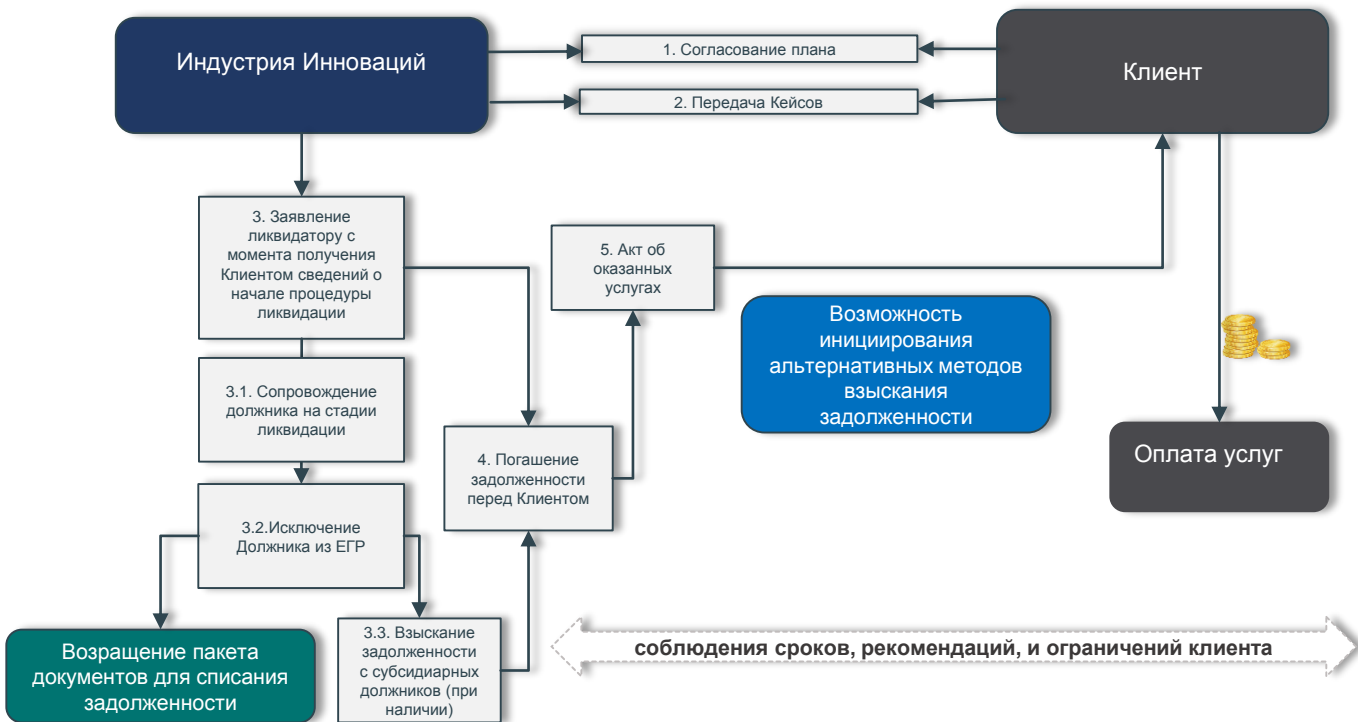 Индустрия Инноваций
1. Согласование плана
2. Передача Кейсов
Клиент
3. Заявление
ликвидатору с
момента получения
Клиентом сведений о
начале процедуры
ликвидации
3.1. Сопровождение
должника на стадии
ликвидации
3.2.Исключение
Должника из ЕГР
Возращение пакета
документов для списания
задолженности
3.3. Взыскание
задолженности
с субсидиарных
должников (при
наличии)
4. Погашение
задолженности
перед Клиентом
5. Акт об
оказанных
услугах
Возможность
инициирования
альтернативных методов
взыскания
задолженности
Оплата услуг
соблюдения сроков, рекомендаций, и ограничений клиента